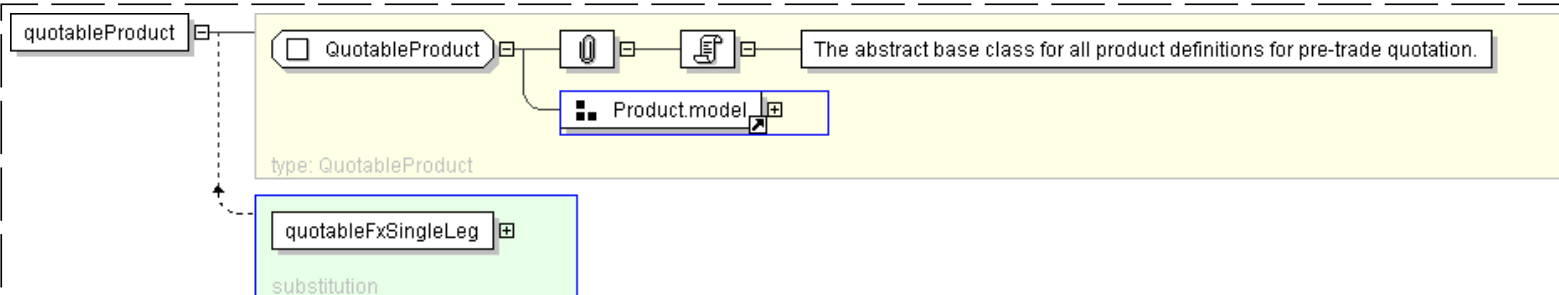 quotableProduct
QuotableProduct
The abstract base class for all product definitions for pre-trade quotation.
Product.model
type: QuotableProduct
quotableFxSingleLeg
substitution